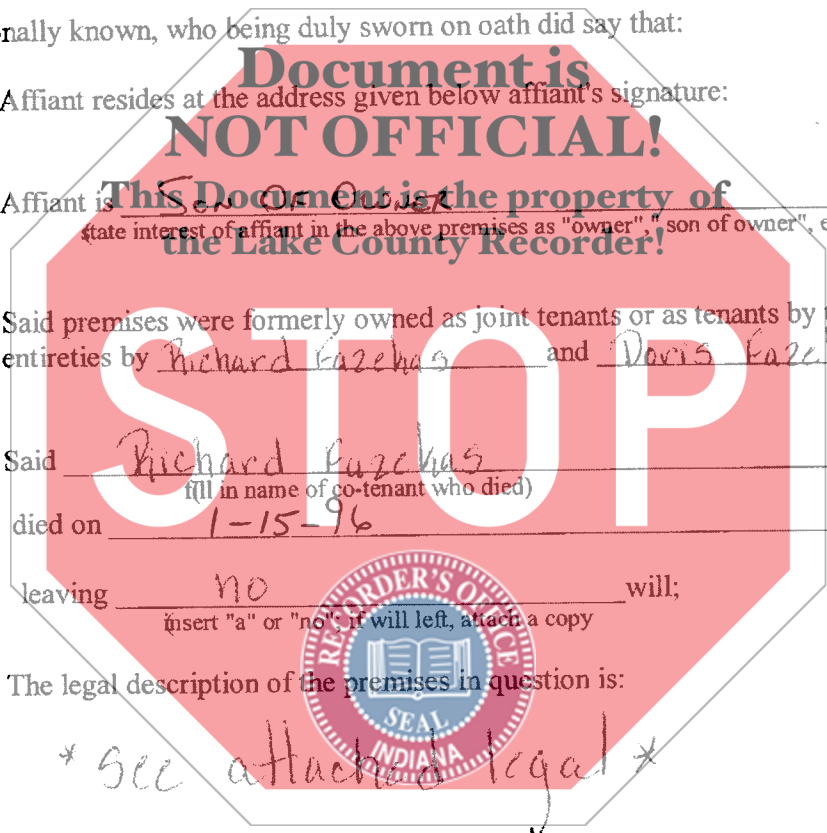 nally known, who being duly sworn on oath did say that:
Document is
Affiant resides at the address given below affiant's signature:
NOT OFFICIAL!
Affiant is Son OF OWNER
This Document is the property of
state interest of affiant in the above premises as "owner", "son of owner", e
the Lake County Recorder!
Said premises were formerly owned as joint tenants or as tenants by t
entireties by Richard Fazekas and Doris Faze
STOP
Said Richard Fazekas
f(ll in name of co-tenant who died)
died on 1-15-96
leaving no will;
insert "a" or "no"; if will left, attach a copy
RECORDER'S OFFICE
The legal description of the premises in question is:
SEAL
INDIANA
* See attached legal *